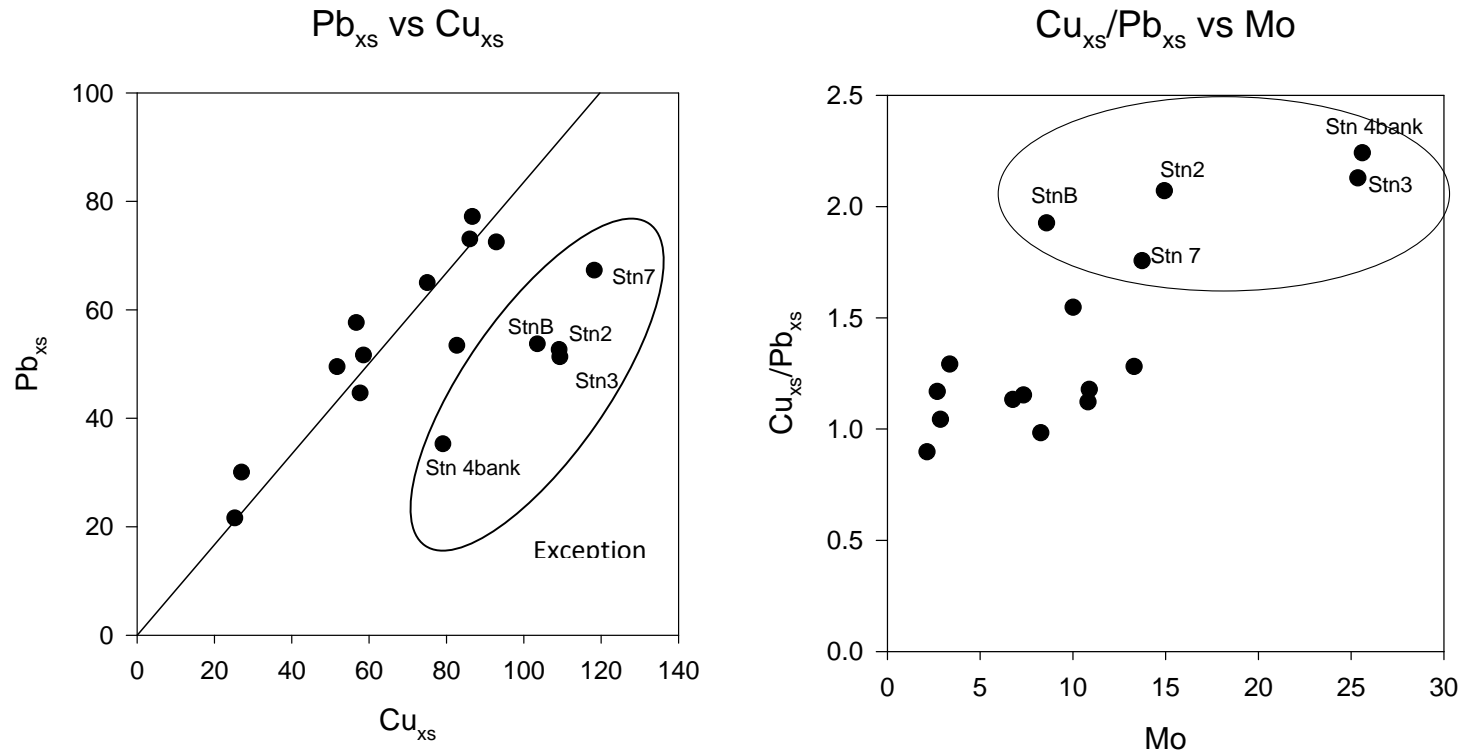 Pbxs vs Cuxs
100
80
60
40
20
0
Pbxs
0 20 40 60 80 100 120 140
Cuxs
Stn7
StnB
Stn2
Stn3
Stn 4bank
Exception
Cuxs/Pbxs vs Mo
2.5
2.0
1.5
1.0
0.5
0.0
Cuxs/Pbxs
0 5 10 15 20 25 30
Mo
Stn 4bank
Stn2
Stn3
StnB
Stn 7